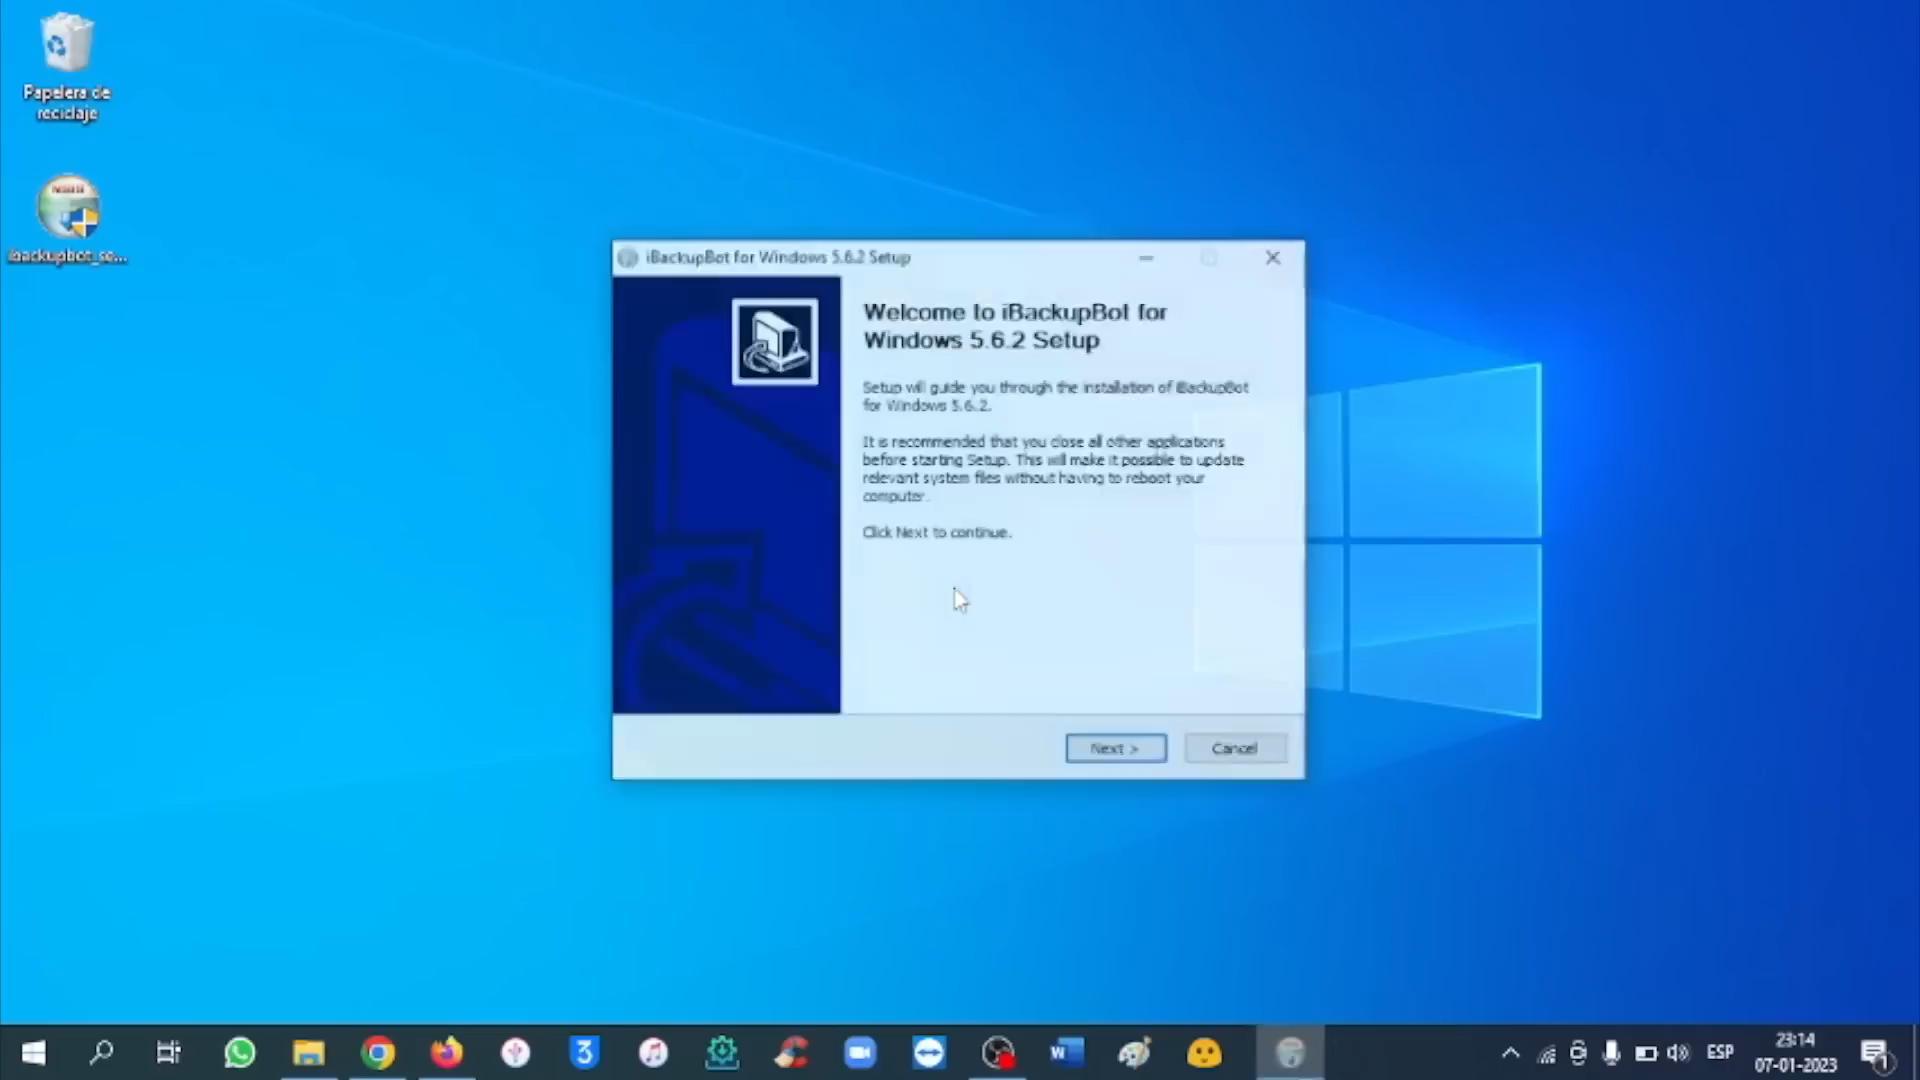 Papelera de
reciclaje
ibackupbot_se...
iBackupBot for Windows 5.6.2 Setup
Welcome to iBackupBot for
Windows 5.6.2 Setup
Setup will guide you through the installation of iBackupBot
for Windows 5.6.2.
It is recommended that you close all other applications
before starting Setup. This will make it possible to update
relevant system files without having to reboot your
computer.
Click Next to continue.
Next >
Cancel
3
W
ESP
23:14
07-01-2023
1